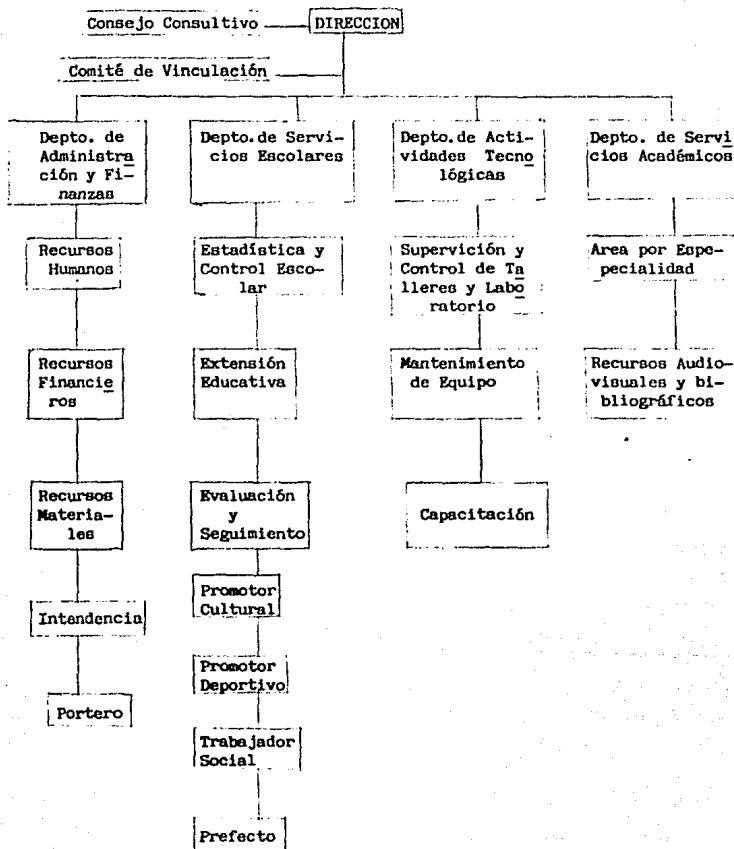 Consejo Consultivo
DIRECCION
Comité de Vinculación
Depto. de
Administra
ción y Fi-
nanzas
Depto.de Servi-
cios Escolares
Depto.de Acti-
vidades Tecno
lógicas
Depto. de Servi
cios Académicos
Recursos
Humanos
Estadística y
Control Esco-
lar
Supervición y
Control de Ta
lleres y Labo
ratorio
Area por Espe-
pecialidad
Recursos
Financie
ros
Extensión
Educativa
Mantenimiento
de Equipo
Recursos Audio-
visuales y bi-
bliográficos
Recursos
Materia-
les
Evaluación
y
Seguimiento
Capacitación
Intendencia
Promotor
Cultural
Portero
Promotor
Deportivo
Trabajador
Social
Prefecto